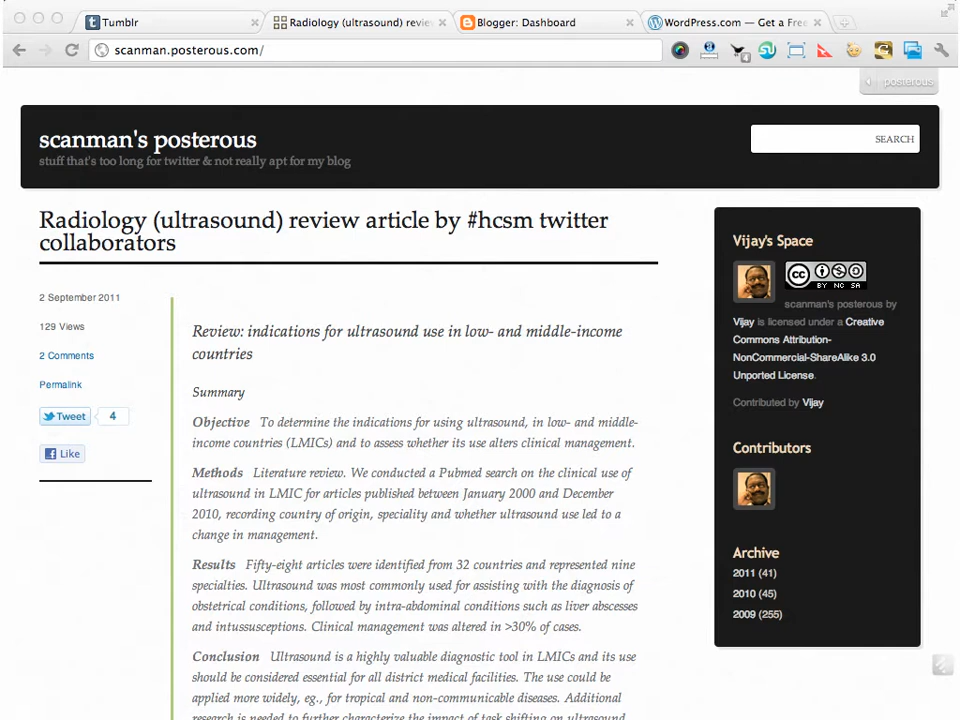 Tumblr
Radiology (ultrasound) revie
Blogger: Dashboard
WordPress.com — Get a Free
scanman.posterous.com/
posterous
scanman's posterous
stuff that's too long for twitter & not really apt for my blog
SEARCH
Radiology (ultrasound) review article by #hcsm twitter
collaborators
2 September 2011
129 Views
2 Comments
Permalink
Tweet 4
Like
Review: indications for ultrasound use in low- and middle-income
countries
Summary
Objective To determine the indications for using ultrasound, in low- and middle-
income countries (LMICs) and to assess whether its use alters clinical management.
Methods Literature review. We conducted a Pubmed search on the clinical use of
ultrasound in LMIC for articles published between January 2000 and December
2010, recording country of origin, speciality and whether ultrasound use led to a
change in management.
Results Fifty-eight articles were identified from 32 countries and represented nine
specialties. Ultrasound was most commonly used for assisting with the diagnosis of
obstetrical conditions, followed by intra-abdominal conditions such as liver abscesses
and intussusceptions. Clinical management was altered in >30% of cases.
Conclusion Ultrasound is a highly valuable diagnostic tool in LMICs and its use
should be considered essential for all district medical facilities. The use could be
applied more widely, eg., for tropical and non-communicable diseases. Additional
research is needed to further characterize the impact of task shifting on ultrasound
Vijay's Space
cc BY NC SA
scanman's posterous by
Vijay is licensed under a Creative
Commons Attribution-
NonCommercial-ShareAlike 3.0
Unported License.
Contributed by Vijay
Contributors
Archive
2011 (41)
2010 (45)
2009 (255)